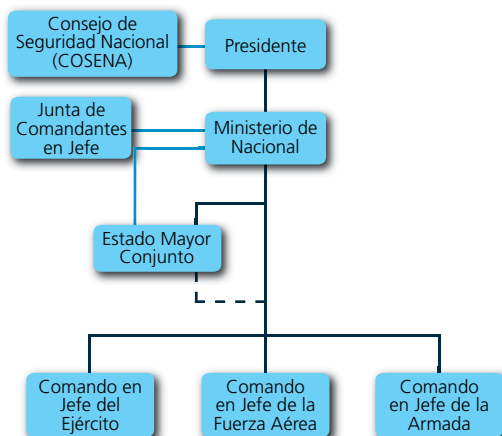 Consejo de
Seguridad Nacional
(COSENA)
Presidente
Junta de
Comandantes
en Jefe
Ministerio de
Nacional
Estado Mayor
Conjunto
Comando en
Jefe del
Ejército
Comando
en Jefe de la
Fuerza Aérea
Comando
en Jefe de la
Armada